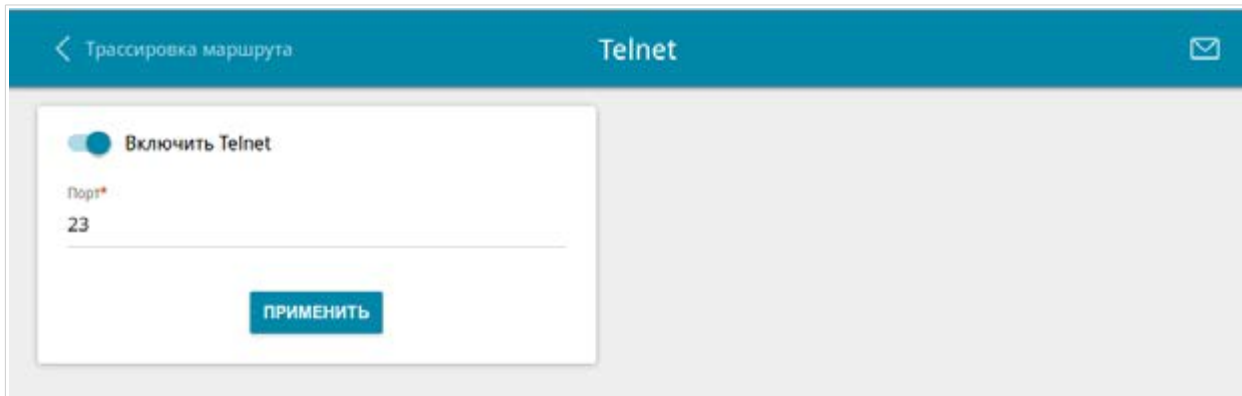 Трассировка маршрута
Telnet
Включить Telnet
Порт*
23
ПРИМЕНИТЬ